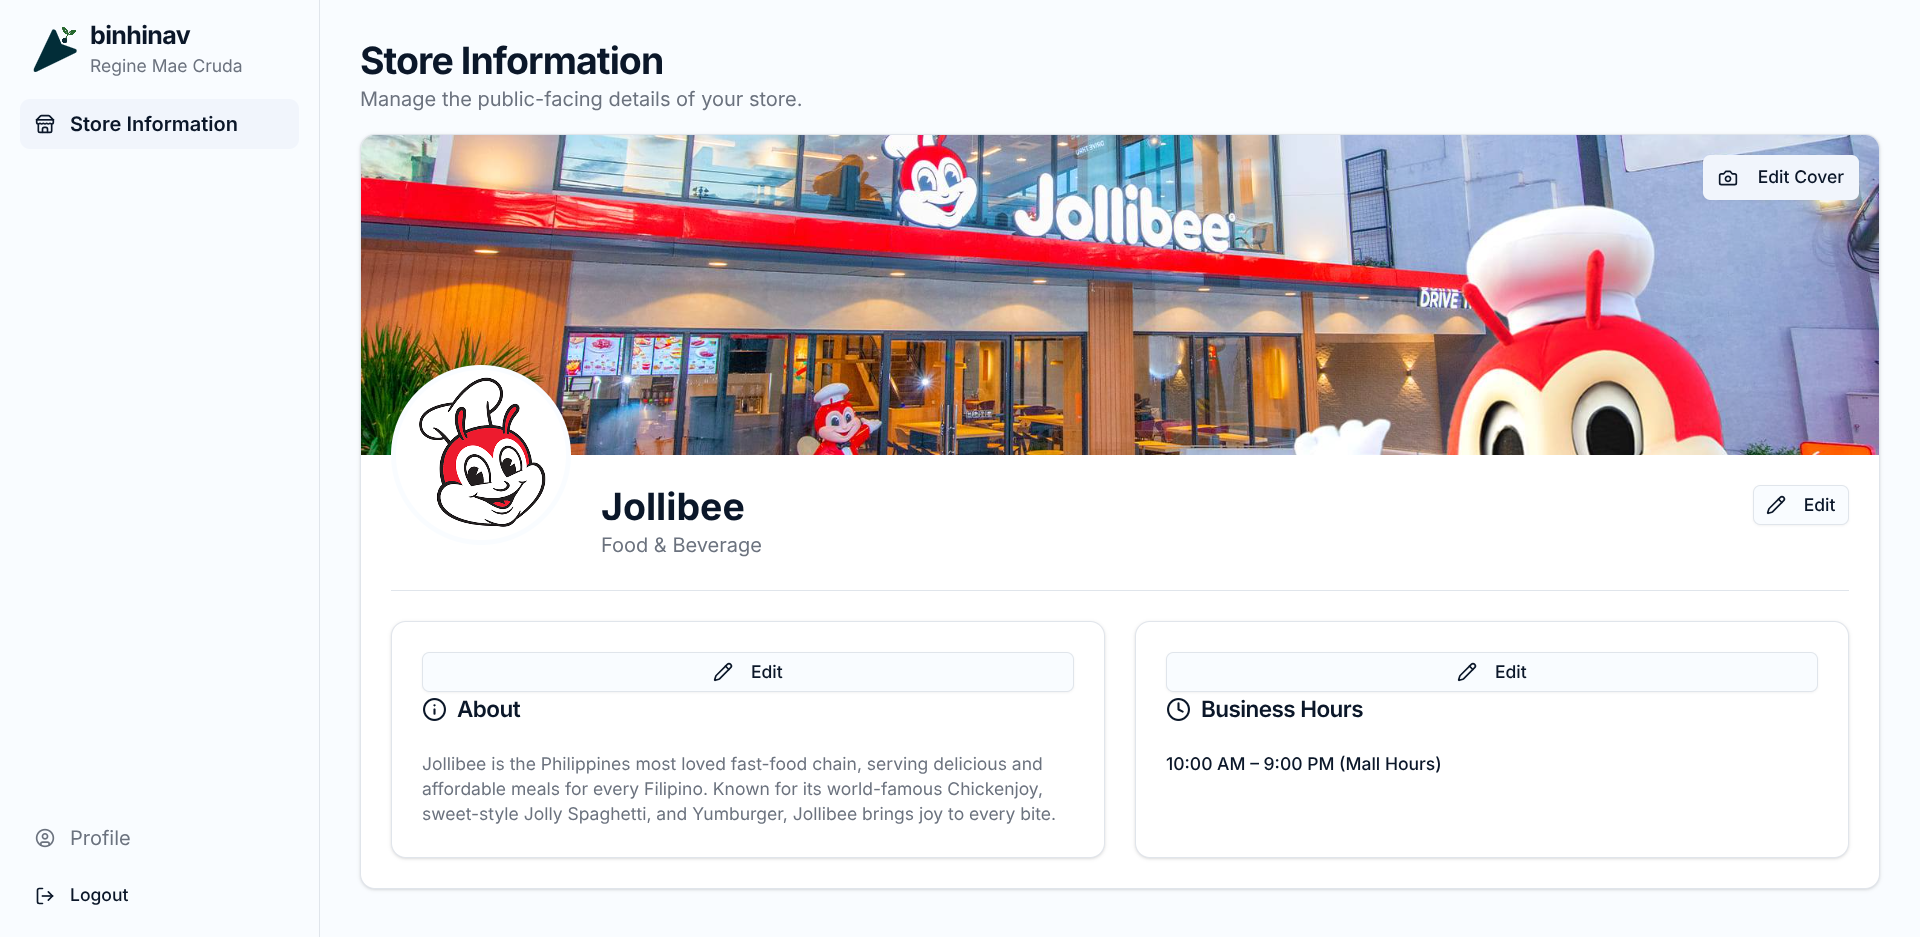 binhinav
Regine Mae Cruda
Store Information
Profile
Logout
Store Information
Manage the public-facing details of your store.
Jollibee
DRIVE
Edit Cover
Jollibee
Food & Beverage
Edit
Edit
About
Jollibee is the Philippines most loved fast-food chain, serving delicious and
affordable meals for every Filipino. Known for its world-famous Chickenjoy,
sweet-style Jolly Spaghetti, and Yumburger, Jollibee brings joy to every bite.
Edit
Business Hours
10:00 AM – 9:00 PM (Mall Hours)